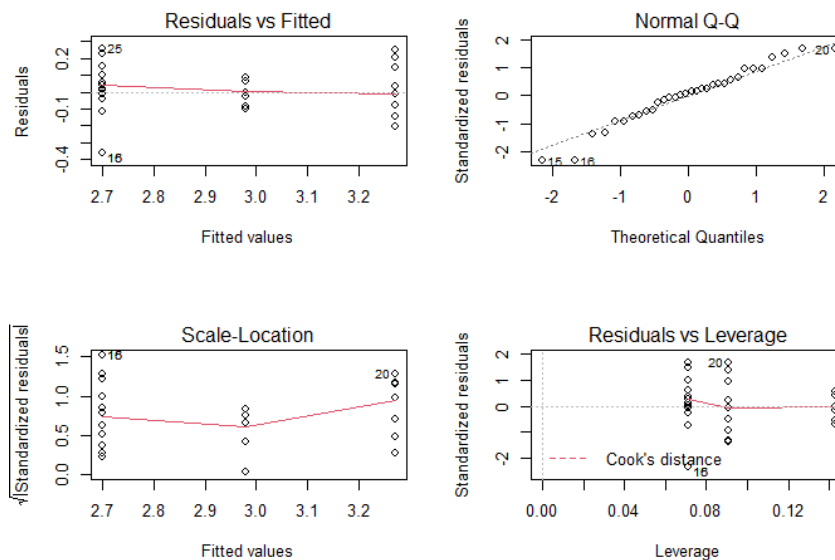 Residuals vs Fitted
Residuals
0.2
-0.1
-0.4
25
16
2.7 2.8 2.9 3.0 3.1 3.2
Fitted values
Normal Q-Q
Standardized residuals
2
1
0
-1
-2
20
15 16
-2 -1 0 1 2
Theoretical Quantiles
Scale-Location
√|Standardized residuals|
1.5
1.0
0.5
0.0
20
2.7 2.8 2.9 3.0 3.1 3.2
Fitted values
Residuals vs Leverage
Standardized residuals
2
1
0
-2
20
Cook's distance
0.00 0.04 0.08 0.12
Leverage